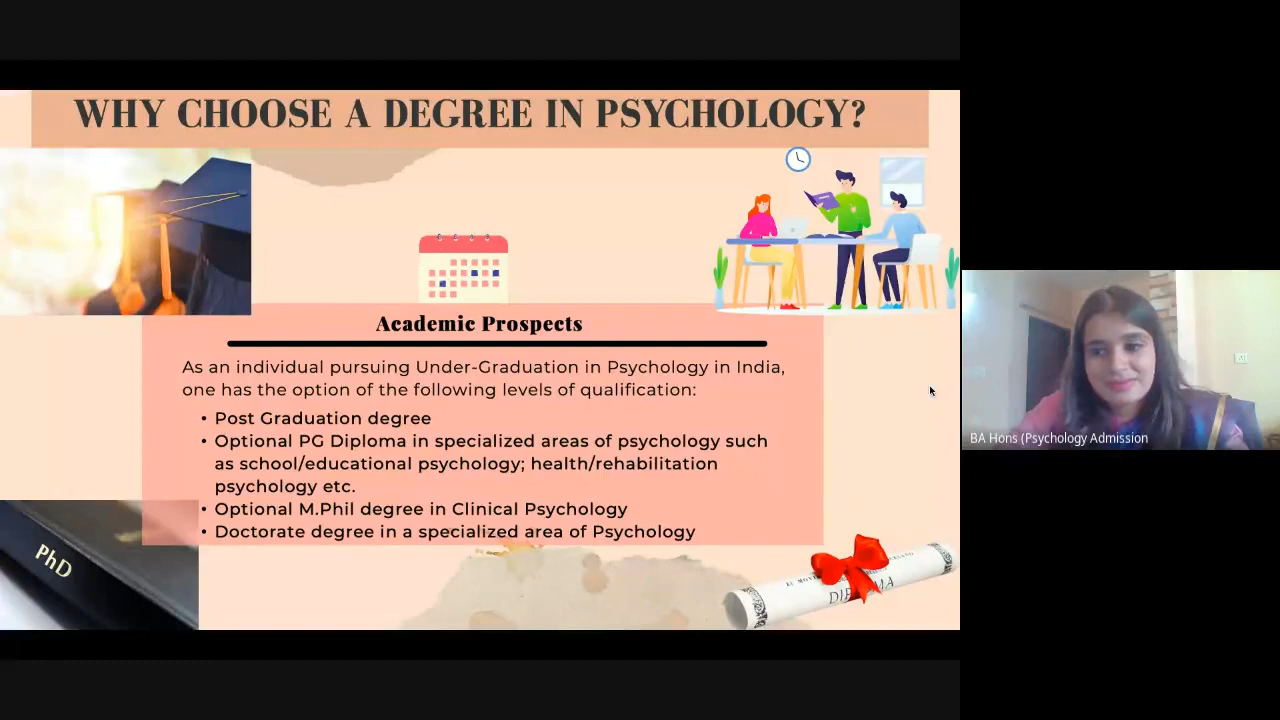 WHY CHOOSE A DEGREE IN PSYCHOLOGY?
Academic Prospects
As an individual pursuing Under-Graduation in Psychology in India,
one has the option of the following levels of qualification:
• Post Graduation degree
• Optional PG Diploma in specialized areas of psychology such
as school/educational psychology; health/rehabilitation
psychology etc.
• Optional M.Phil degree in Clinical Psychology
• Doctorate degree in a specialized area of Psychology
PhD
BA Hons (Psychology Admission